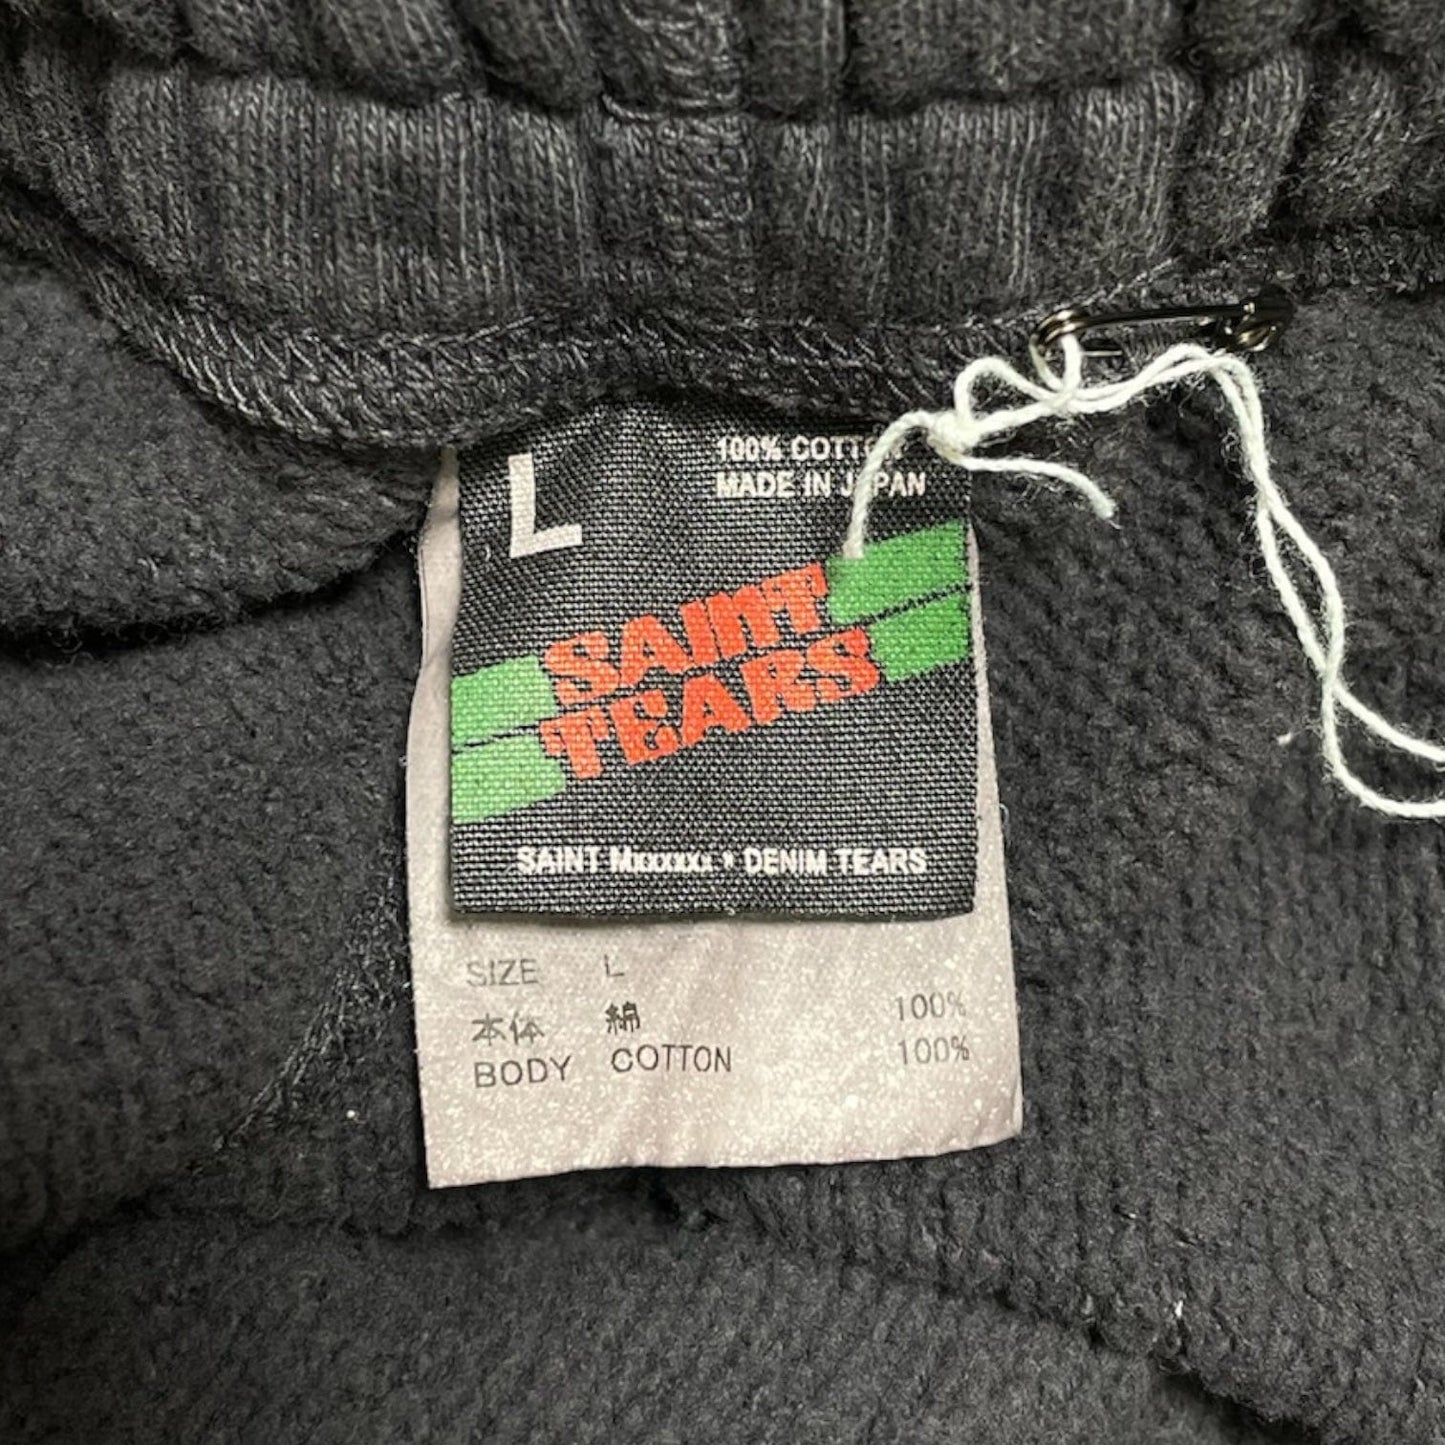 L
100% COTTON
MADE IN JAPAN
SAINT
TEARS
SAINT Mxxxxxx * DENIM TEARS
SIZE L
本体 綿 100%
BODY COTTON 100%